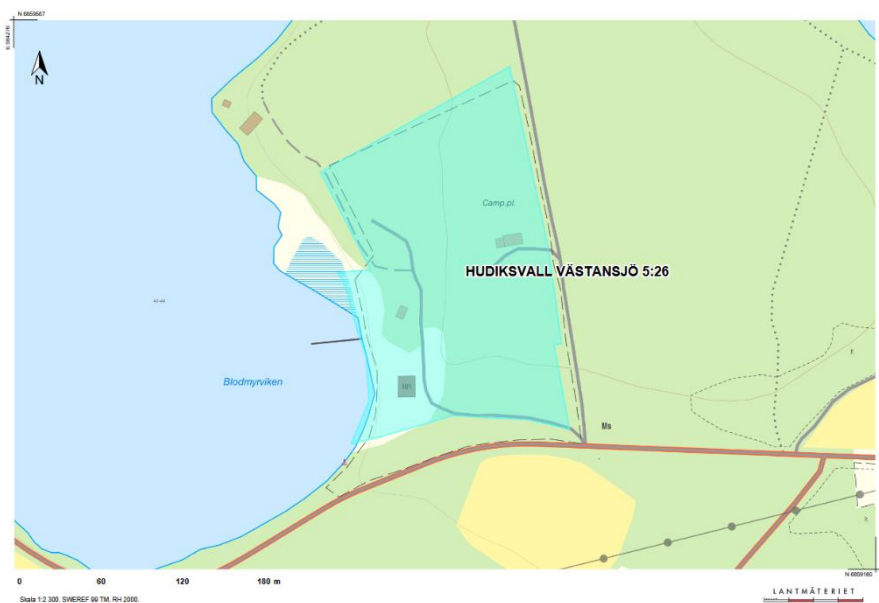 N 6859567
N
Camp.pl.
HUDIKSVALL VÄSTANSJÖ 5:26
Blodmyrviken
Ms
0 60 120 180 m
N 6859160
Skala 1:2 300. SWEREF 99 TM. RH 2000.
LANTMÄTERIET